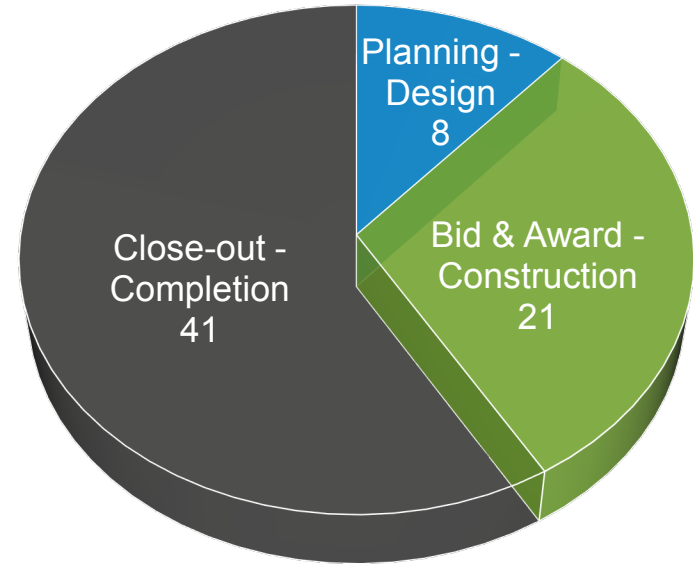 Planning -
Design
8
Bid & Award -
Construction
21
Close-out -
Completion
41